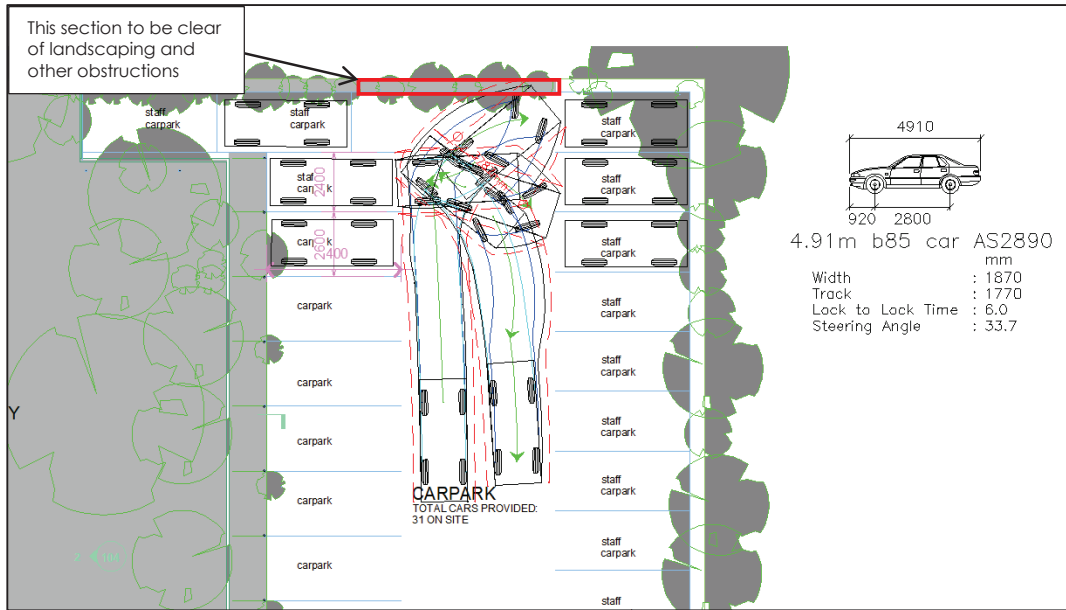 This section to be clear
of landscaping and
other obstructions
staff
carpark
staff
carpark
staff
carpark
staff
carpark
2400
staff
carpark
carpark
2600
2400
staff
carpark
carpark
staff
carpark
carpark
staff
carpark
carpark
staff
carpark
carpark
staff
carpark
carpark
staff
carpark
staff
Y
CARPARK
TOTAL CARS PROVIDED:
31 ON SITE
4910
920 2800
4.91m b85 car AS2890
mm
Width : 1870
Track : 1770
Lock to Lock Time : 6.0
Steering Angle : 33.7